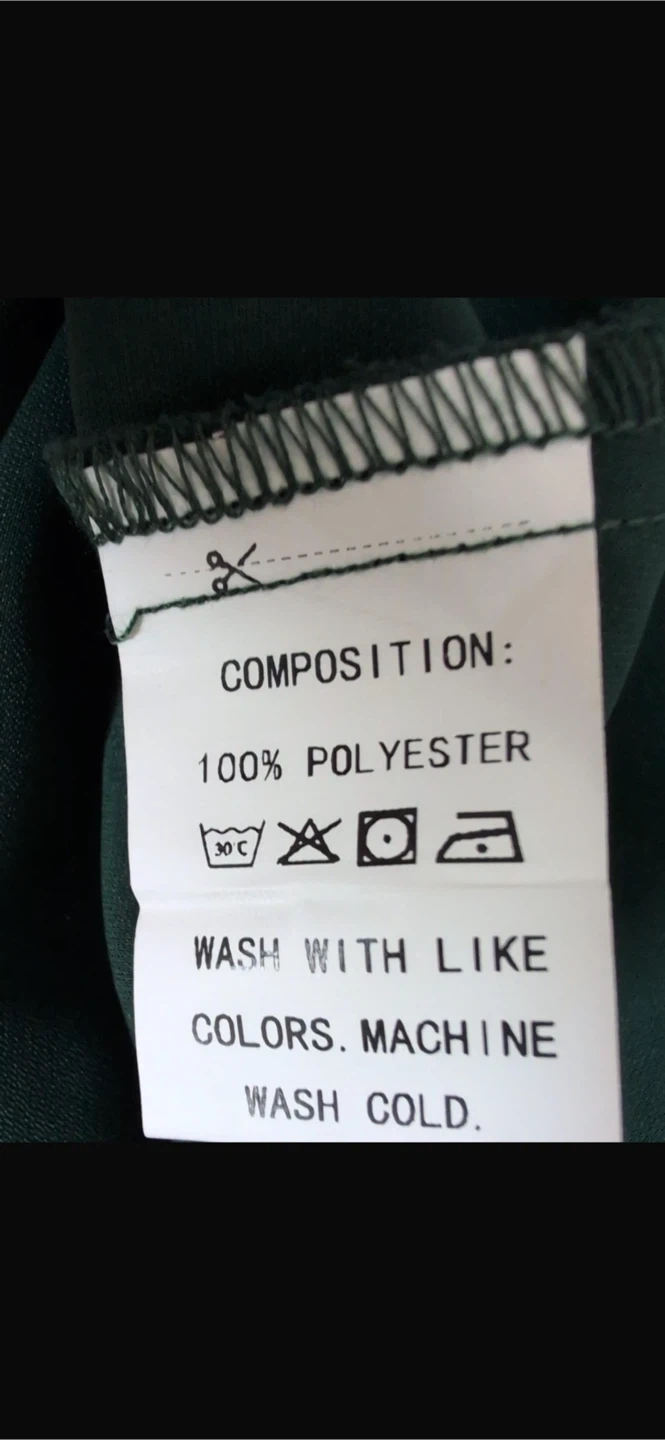 COMPOSITION:
100% POLYESTER
30°C
WASH WITH LIKE
COLORS. MACHINE
WASH COLD.